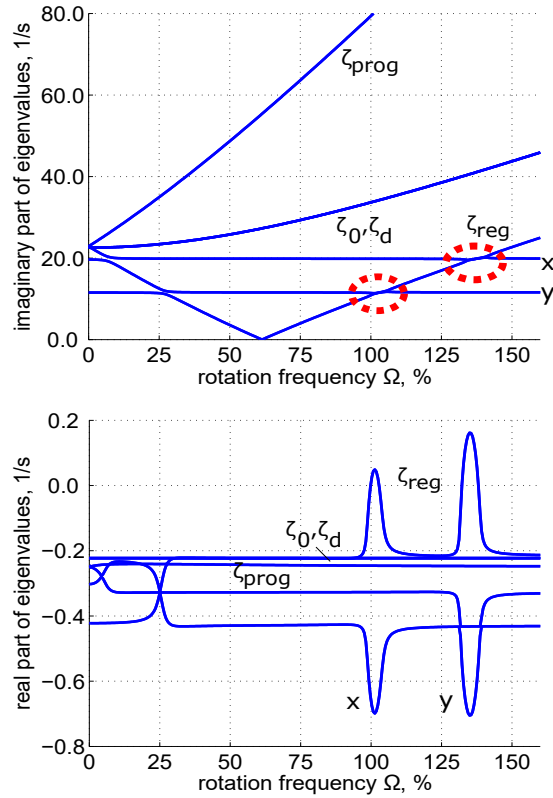 imaginary part of eigenvalues, 1/s
80.0
60.0
40.0
20.0
0.0
ζprog
ζ0,ζd
ζreg
x
y
0 25 50 75 100 125 150
rotation frequency Ω, %
real part of eigenvalues, 1/s
0.2
0.0
−0.2
−0.4
−0.6
−0.8
ζreg
ζ0,ζd
ζprog
x
y
0 25 50 75 100 125 150
rotation frequency Ω, %